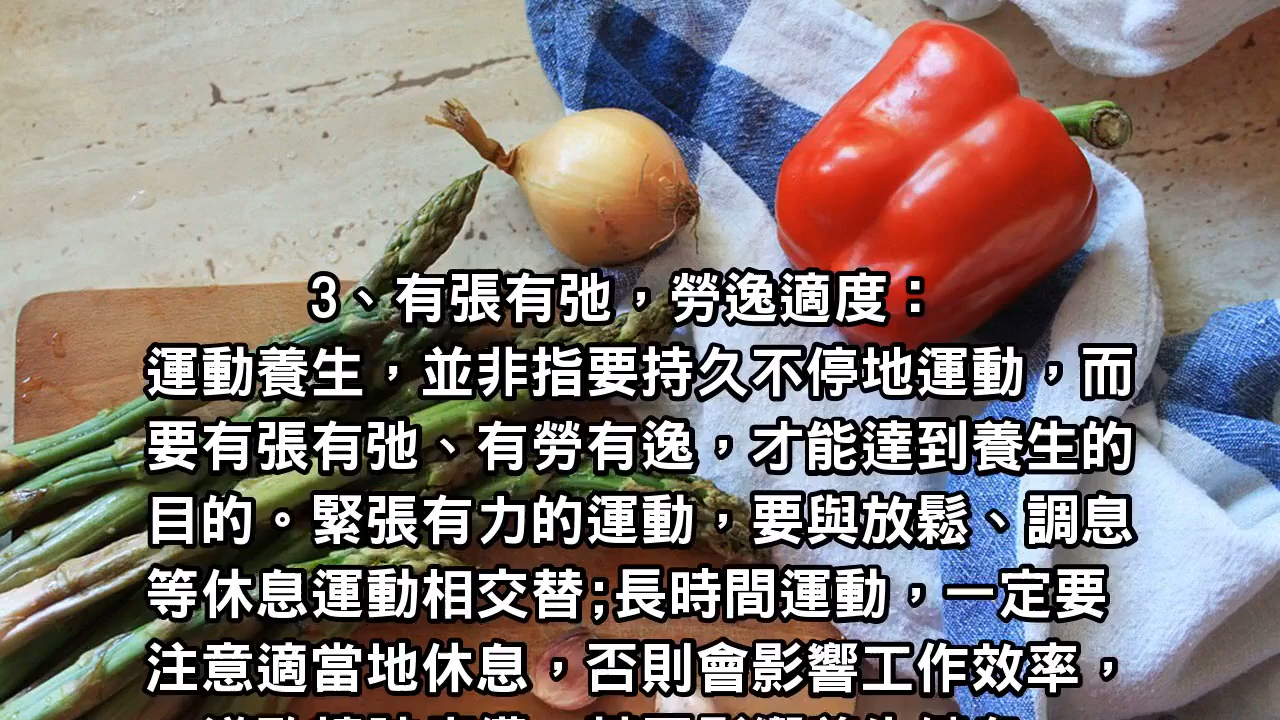 3、有張有弛，勞逸適度：
運動養生，並非指要持久不停地運動，而
要有張有弛、有勞有逸，才能達到養生的
目的。緊張有力的運動，要與放鬆、調息
等休息運動相交替;長時間運動，一定要
注意適當地休息，否則會影響工作效率，